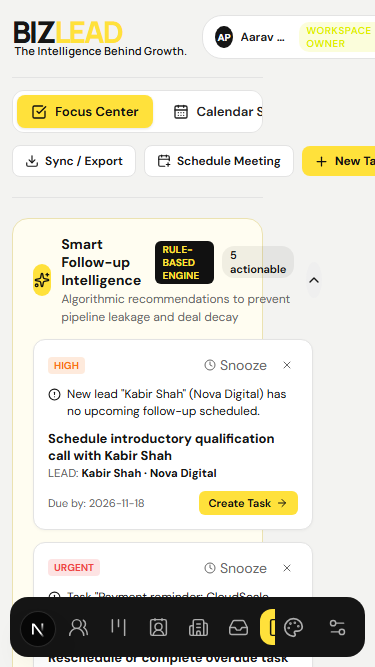 BIZLEAD
The Intelligence Behind Growth.
AP
Aarav ...
WORKSPACE
OWNER
Focus Center
Calendar S
Sync / Export
Schedule Meeting
New Ta
Smart
Follow-up
Intelligence
RULE-
BASED
ENGINE
5
actionable
Algorithmic recommendations to prevent
pipeline leakage and deal decay
HIGH
Snooze
New lead "Kabir Shah" (Nova Digital) has
no upcoming follow-up scheduled.
Schedule introductory qualification
call with Kabir Shah
LEAD: Kabir Shah · Nova Digital
Due by: 2026-11-18
Create Task
URGENT
Snooze
Task "Payment reminder: CloudScale
N
Reschedule or complete overdue task